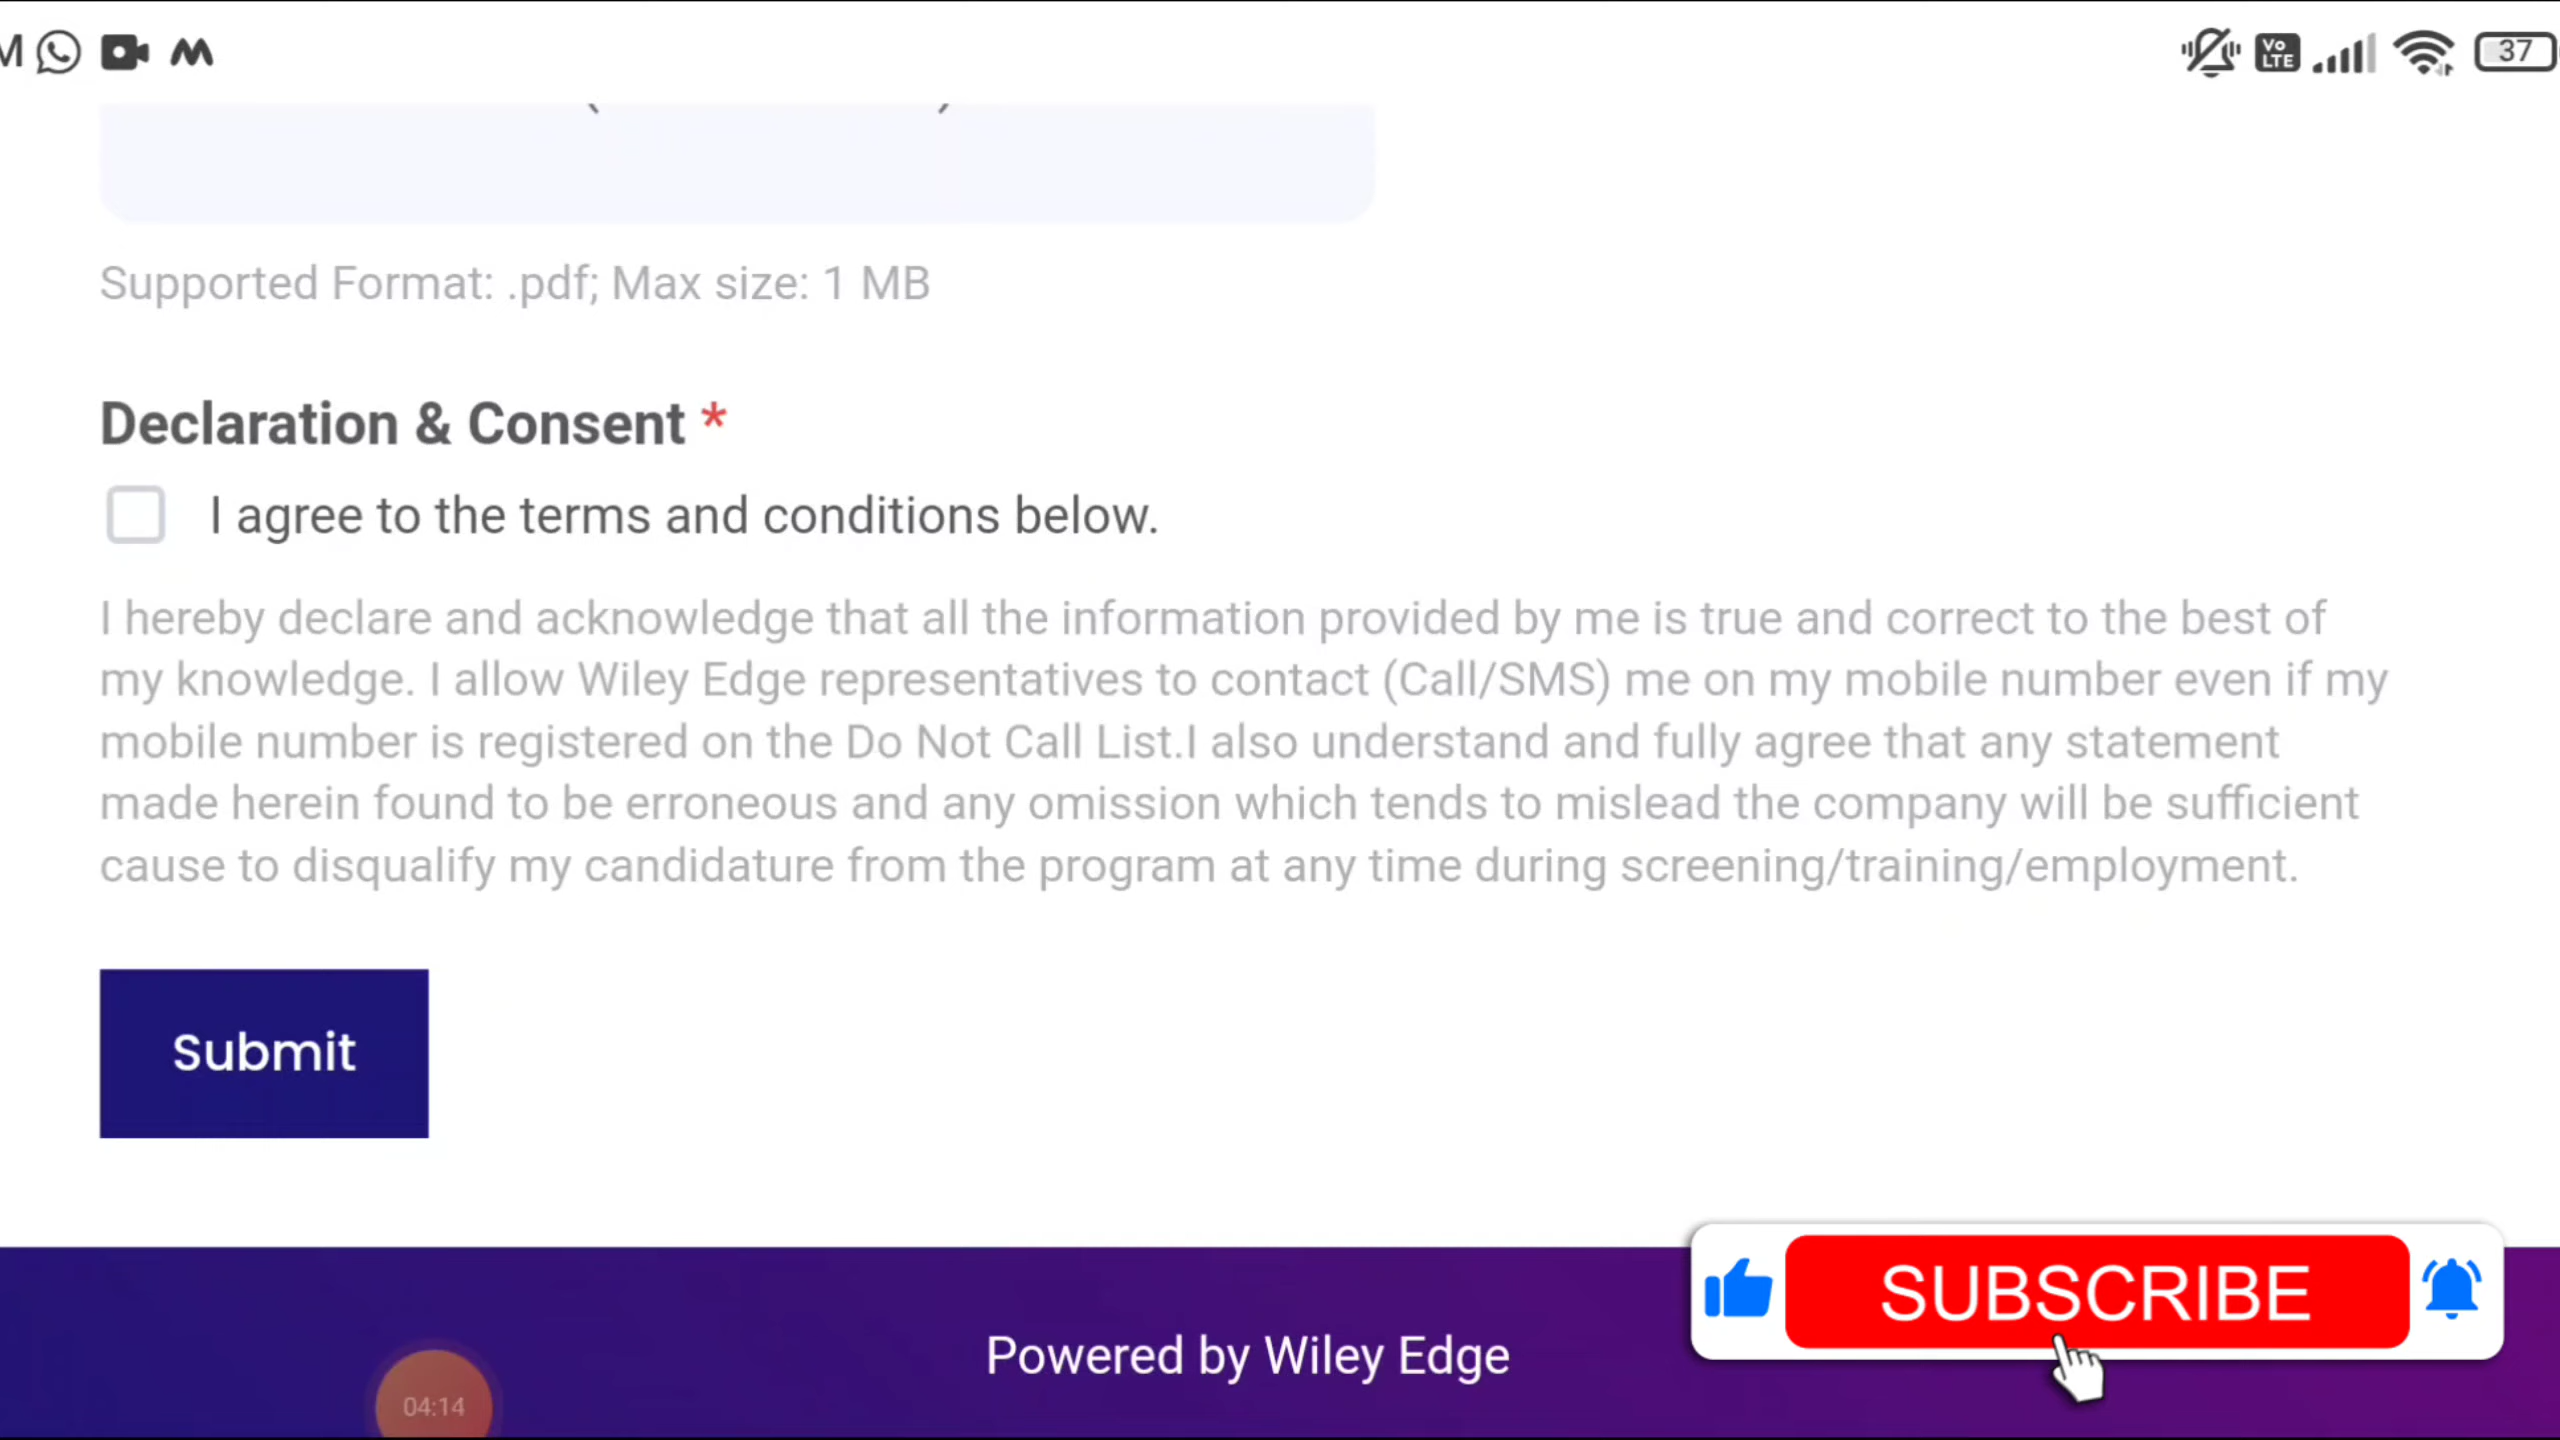 M
Vo
LTE
37
Supported Format: .pdf; Max size: 1 MB
Declaration & Consent *
I agree to the terms and conditions below.
I hereby declare and acknowledge that all the information provided by me is true and correct to the best of
my knowledge. I allow Wiley Edge representatives to contact (Call/SMS) me on my mobile number even if my
mobile number is registered on the Do Not Call List.I also understand and fully agree that any statement
made herein found to be erroneous and any omission which tends to mislead the company will be sufficient
cause to disqualify my candidature from the program at any time during screening/training/employment.
Submit
SUBSCRIBE
Powered by Wiley Edge
04:14